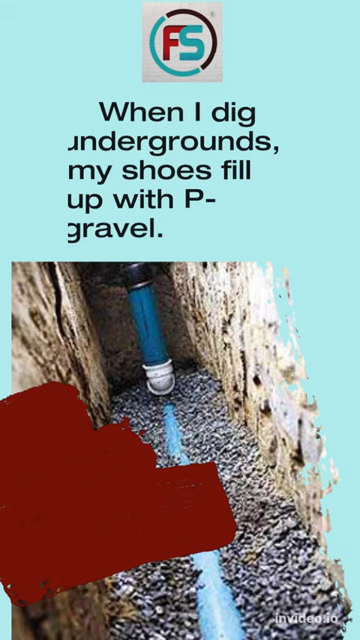 FS
When I dig
undergrounds,
my shoes fill
up with P-
gravel.
invideo.io